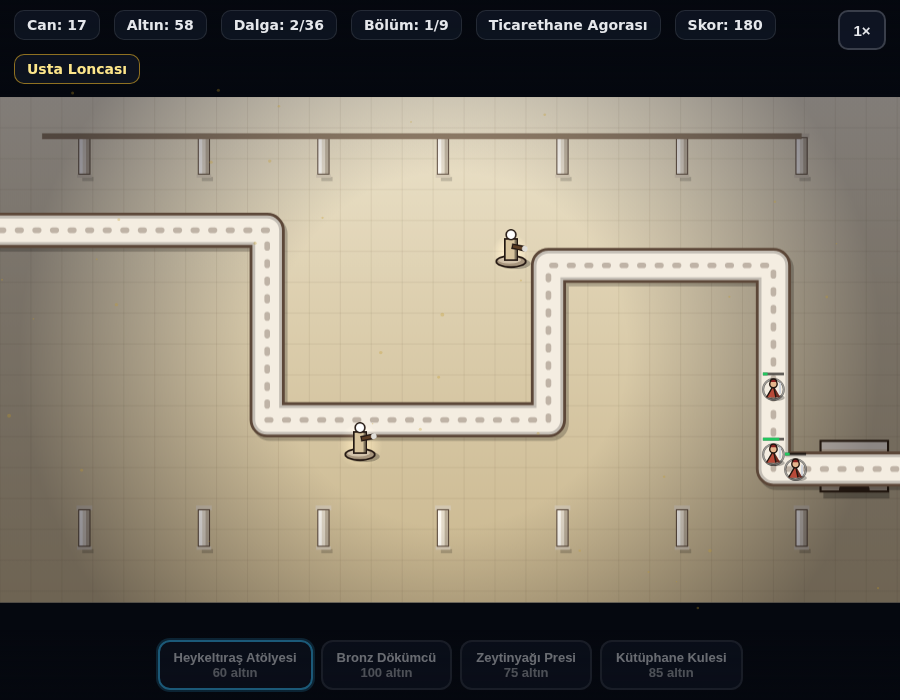 Can: 17
Altın: 58
Dalga: 2/36
Bölüm: 1/9
Ticarethane Agorası
Skor: 180
1×
Usta Loncası
Heykeltıraş Atölyesi
60 altın
Bronz Dökümcü
100 altın
Zeytinyağı Presi
75 altın
Kütüphane Kulesi
85 altın